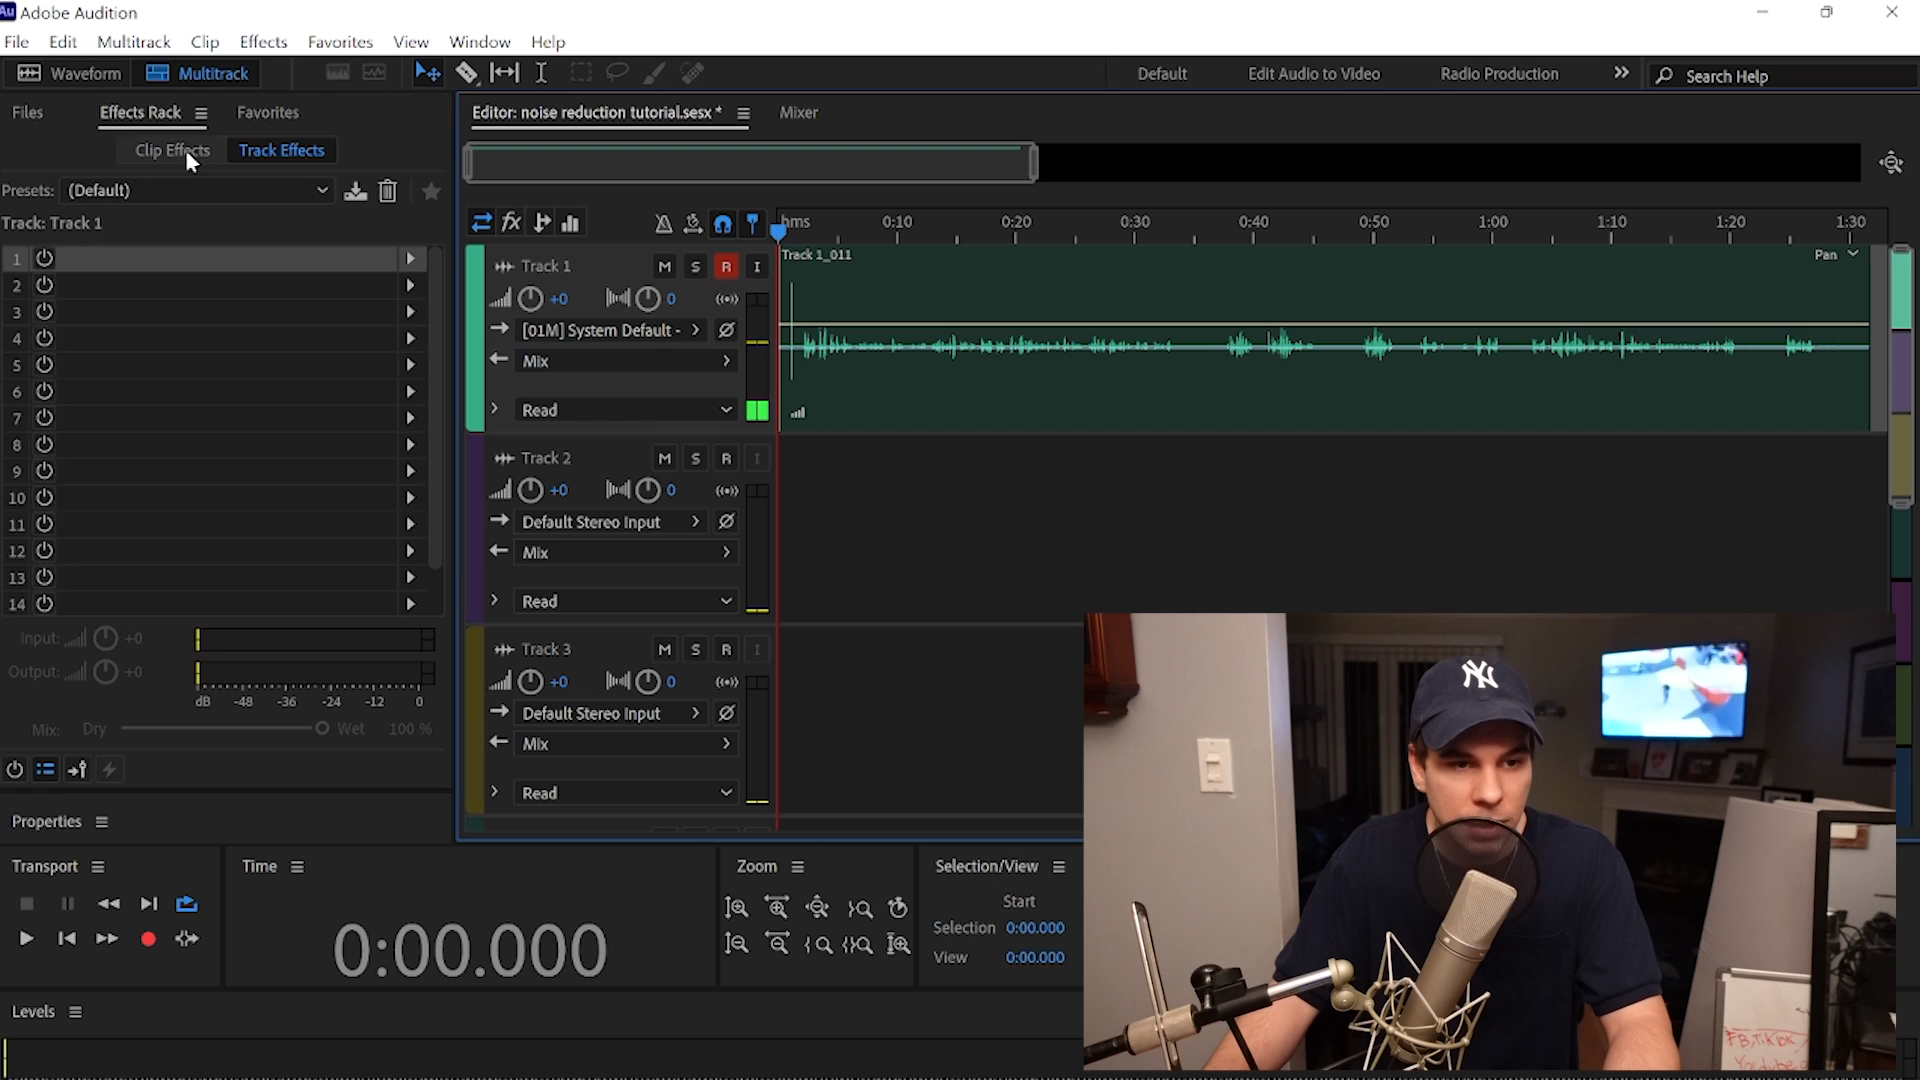 Au Adobe Audition
File Edit Multitrack Clip Effects Favorites View Window Help
Waveform Multitrack Default Edit Audio to Video Radio Production Search Help
Files Effects Rack Favorites
Editor: noise reduction tutorial.sesx * Mixer
Clip Effects Track Effects
Presets: (Default)
Track: Track 1
1
2
3
4
5
6
7
8
9
10
11
12
13
14
Input: +0
Output: +0
dB -48 -36 -24 -12 0
Mix: Dry Wet 100 %
Properties
fx hms 0:10 0:20 0:30 0:40 0:50 1:00 1:10 1:20 1:30
Track 1 M S R I
+0 0
[01M] System Default -
Mix
Read
Track 1_011 Pan
Track 2 M S R I
+0 0
Default Stereo Input
Mix
Read
Track 3 M S R I
+0 0
Default Stereo Input
Mix
Read
Transport
Time
0:00.000
Zoom
Selection/View
Start
Selection 0:00.000
View 0:00.000
Levels
NY
FB, TikTok
Youtube